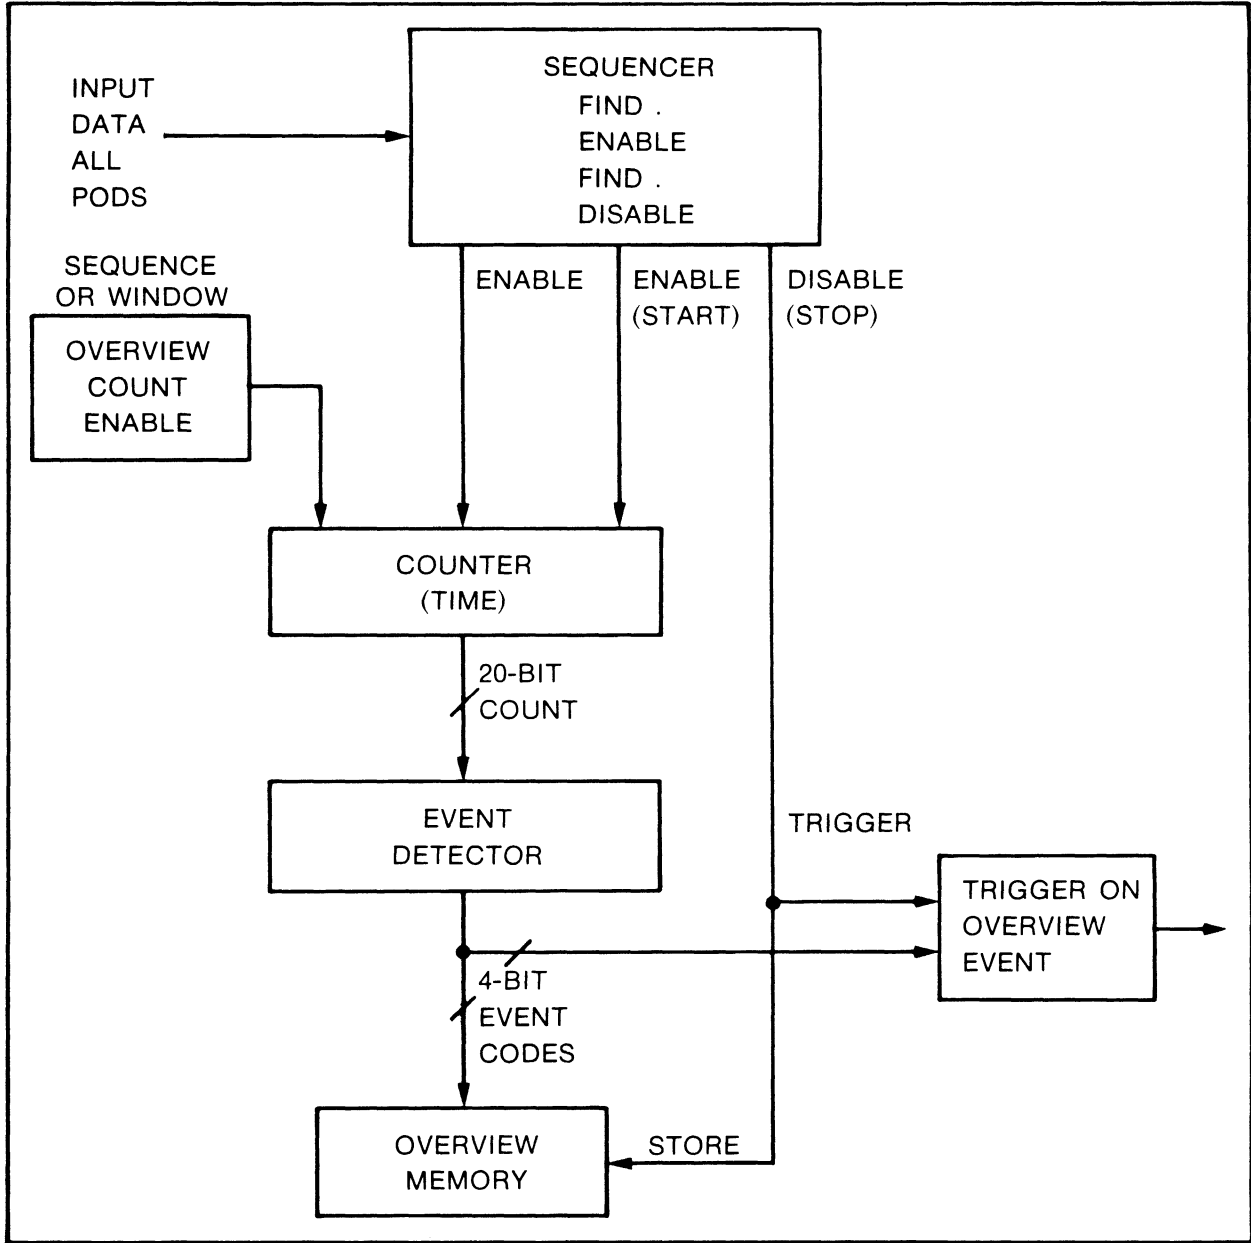 SEQUENCER
FIND .
ENABLE
FIND .
DISABLE
INPUT
DATA
ALL
PODS
SEQUENCE
OR WINDOW
OVERVIEW
COUNT
ENABLE
ENABLE
ENABLE
(START)
DISABLE
(STOP)
COUNTER
(TIME)
20-BIT
COUNT
EVENT
DETECTOR
TRIGGER
TRIGGER ON
OVERVIEW
EVENT
4-BIT
EVENT
CODES
OVERVIEW
MEMORY
STORE